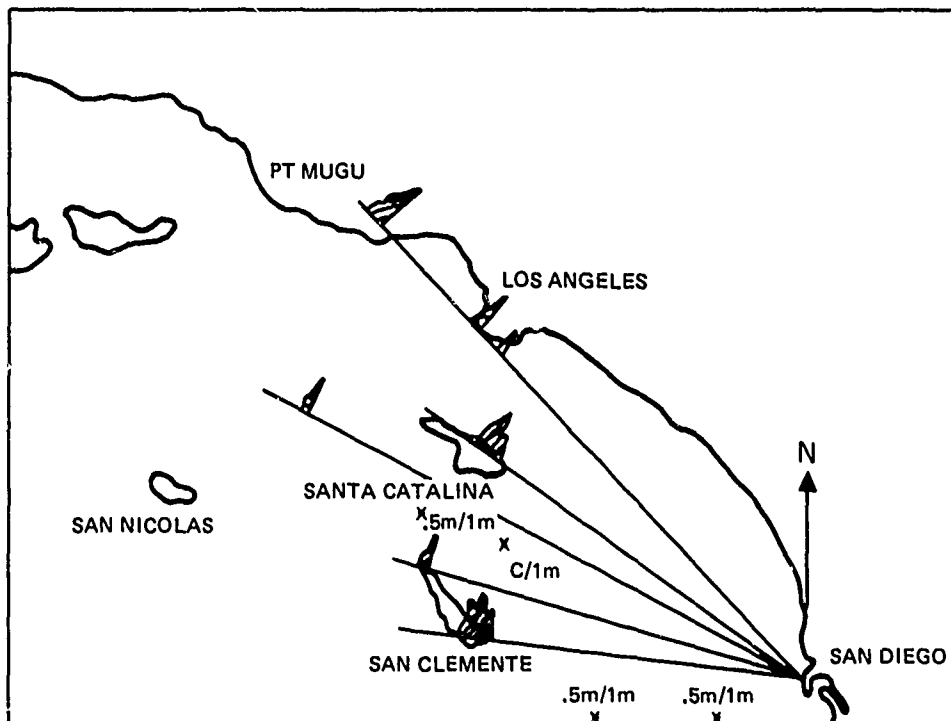 PT MUGU
LOS ANGELES
N
SANTA CATALINA
SAN NICOLAS
.5m/1m
x
x
C/1m
SAN CLEMENTE
SAN DIEGO
.5m/1m
.5m/1m
x
x